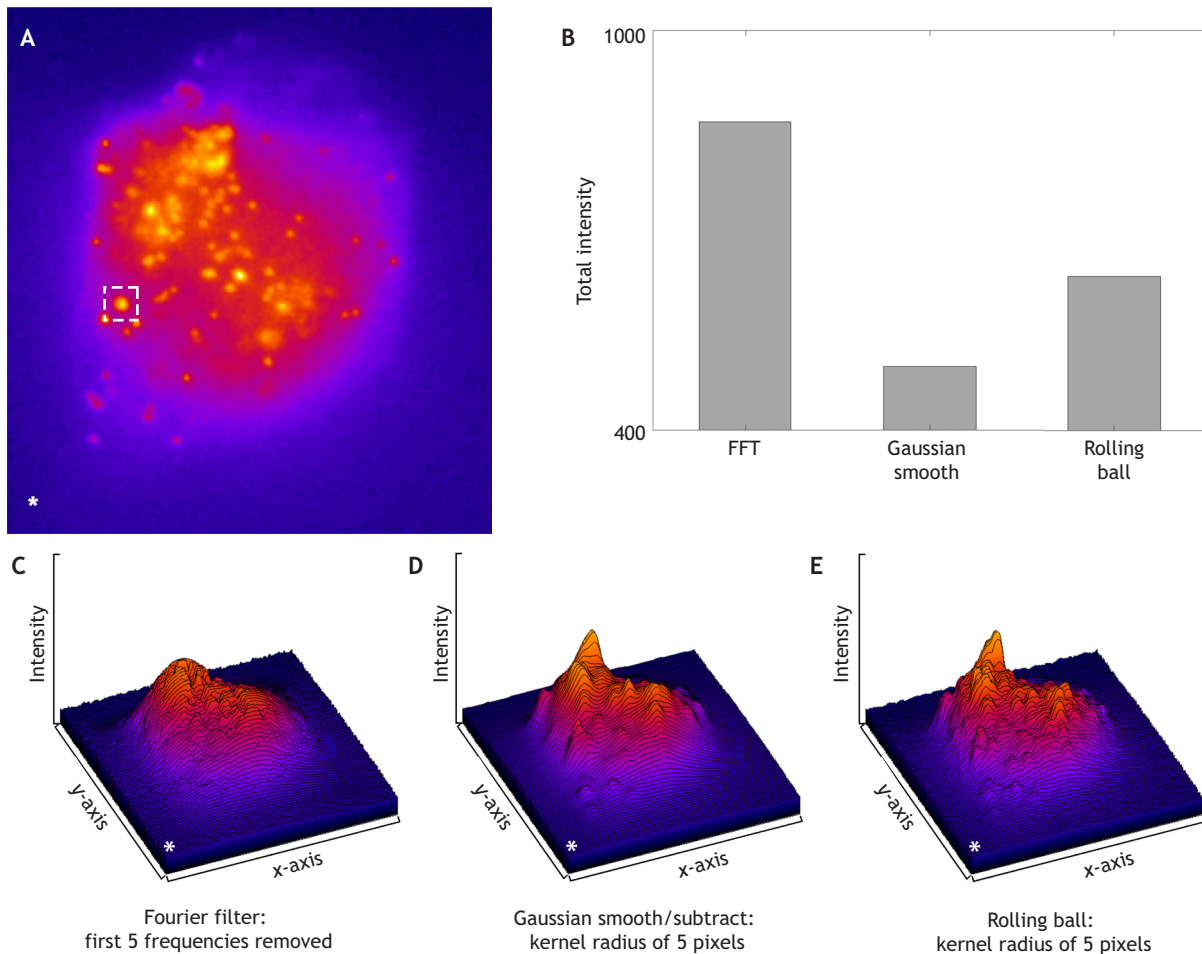 A
*
B
1000
Total intensity
400
FFT
Gaussian
smooth
Rolling
ball
C
Intensity
y-axis
*
x-axis
Fourier filter:
first 5 frequencies removed
D
Intensity
y-axis
*
x-axis
Gaussian smooth/subtract:
kernel radius of 5 pixels
E
Intensity
y-axis
*
x-axis
Rolling ball:
kernel radius of 5 pixels